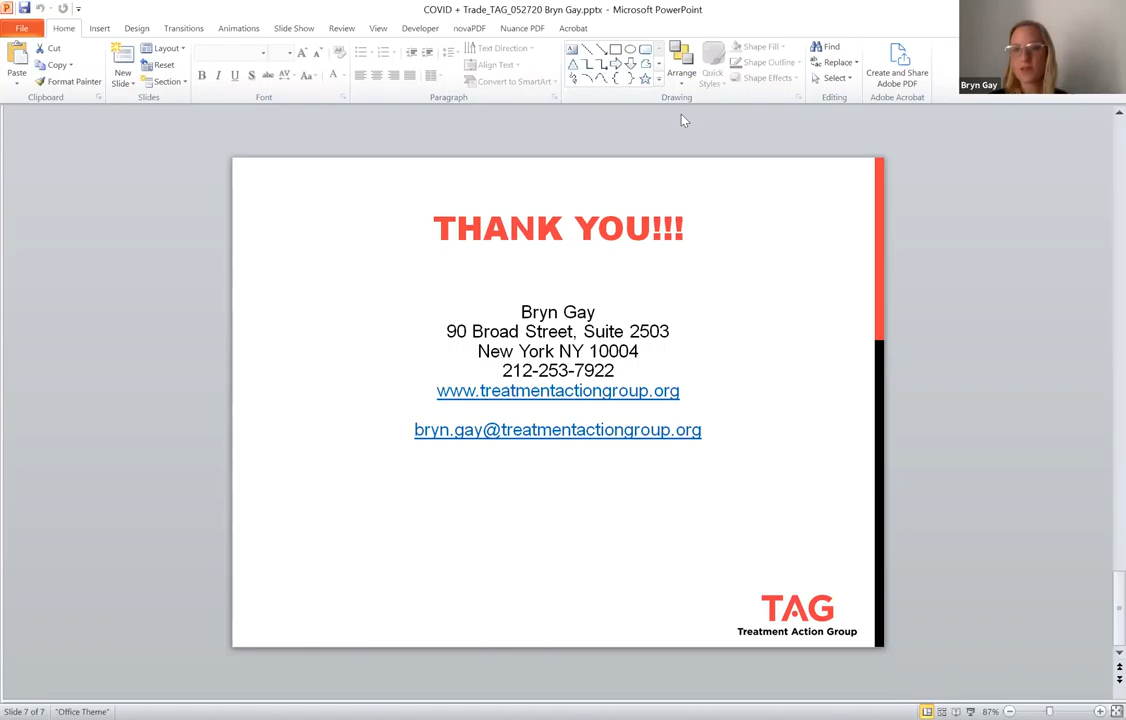 COVID + Trade_TAG_052720 Bryn Gay.pptx - Microsoft PowerPoint
File Home Insert Design Transitions Animations Slide Show Review View Developer novaPDF Nuance PDF Acrobat
Paste
Cut
Copy
Format Painter
Clipboard
New Slide
Layout
Reset
Section
Slides
B I U S abc AV Aa A
Font
Text Direction
Align Text
Convert to SmartArt
Paragraph
Arrange
Quick Styles
Shape Fill
Shape Outline
Shape Effects
Drawing
Find
Replace
Select
Editing
Create and Share Adobe PDF
Adobe Acrobat
Bryn Gay
THANK YOU!!!
Bryn Gay
90 Broad Street, Suite 2503
New York NY 10004
212-253-7922
www.treatmentactiongroup.org
bryn.gay@treatmentactiongroup.org
TAG
Treatment Action Group
Slide 7 of 7 "Office Theme" 87%